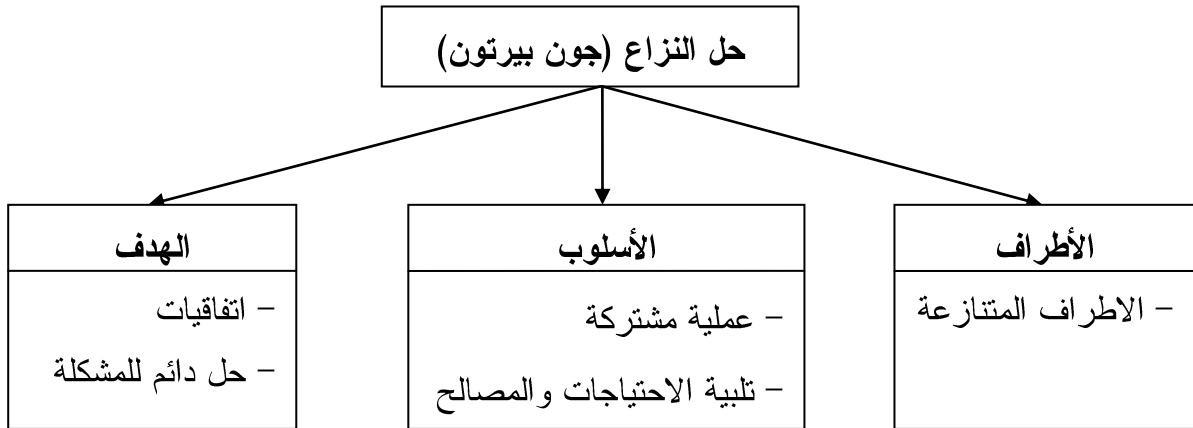 حل النزاع (جون بيرتون)
الأطراف
– الاطراف المتنازعة
الأسلوب
– عملية مشتركة
– تلبية الاحتياجات والمصالح
الهدف
– اتفاقيات
– حل دائم للمشكلة